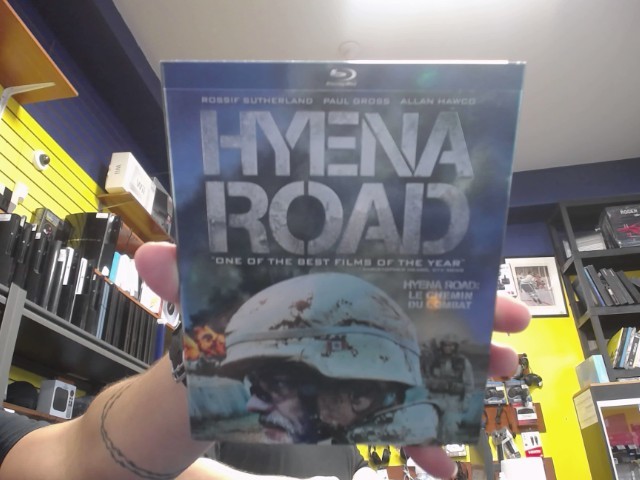 ROSSIF SUTHERLAND PAUL GROSS ALLAN HAWCO
HYENA
ROAD
"ONE OF THE BEST FILMS OF THE YEAR"
HYENA ROAD:
LE CHEMIN
DU COMBAT